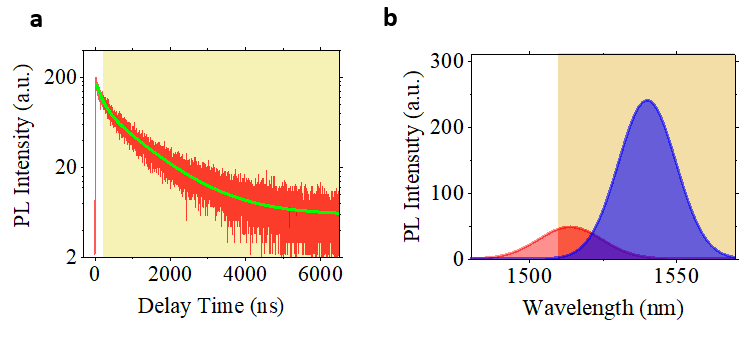 a
PL Intensity (a.u.)
200
20
2
0
2000
4000
6000
Delay Time (ns)
b
PL Intensuty (a.u.)
300
200
100
0
1500
1550
Wavelength (nm)